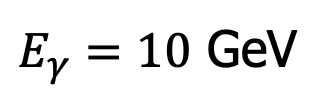 𝐸ᵧ = 10 GeV